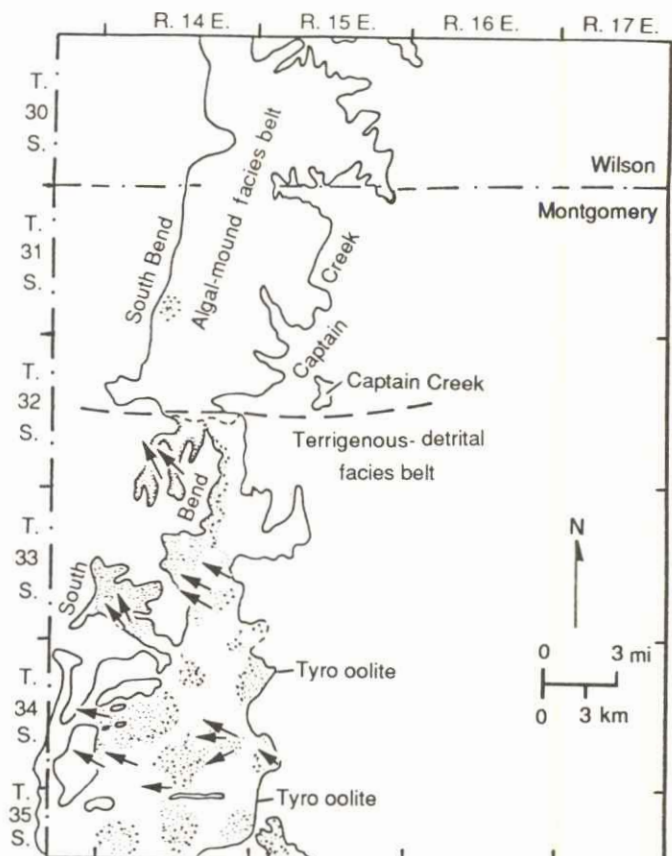 R. 14 E.
R. 15 E.
R. 16 E.
R. 17 E.
T.
30
S.
Wilson
Montgomery
T.
31
S.
South Bend
Algal-mound facies belt
Captain
Creek
T.
32
S.
Captain Creek
Terrigenous-detrital
facies belt
South
Bend
T.
33
S.
N
0 3 mi
0 3 km
T.
34
S.
Tyro oolite
T.
35
S.
Tyro oolite